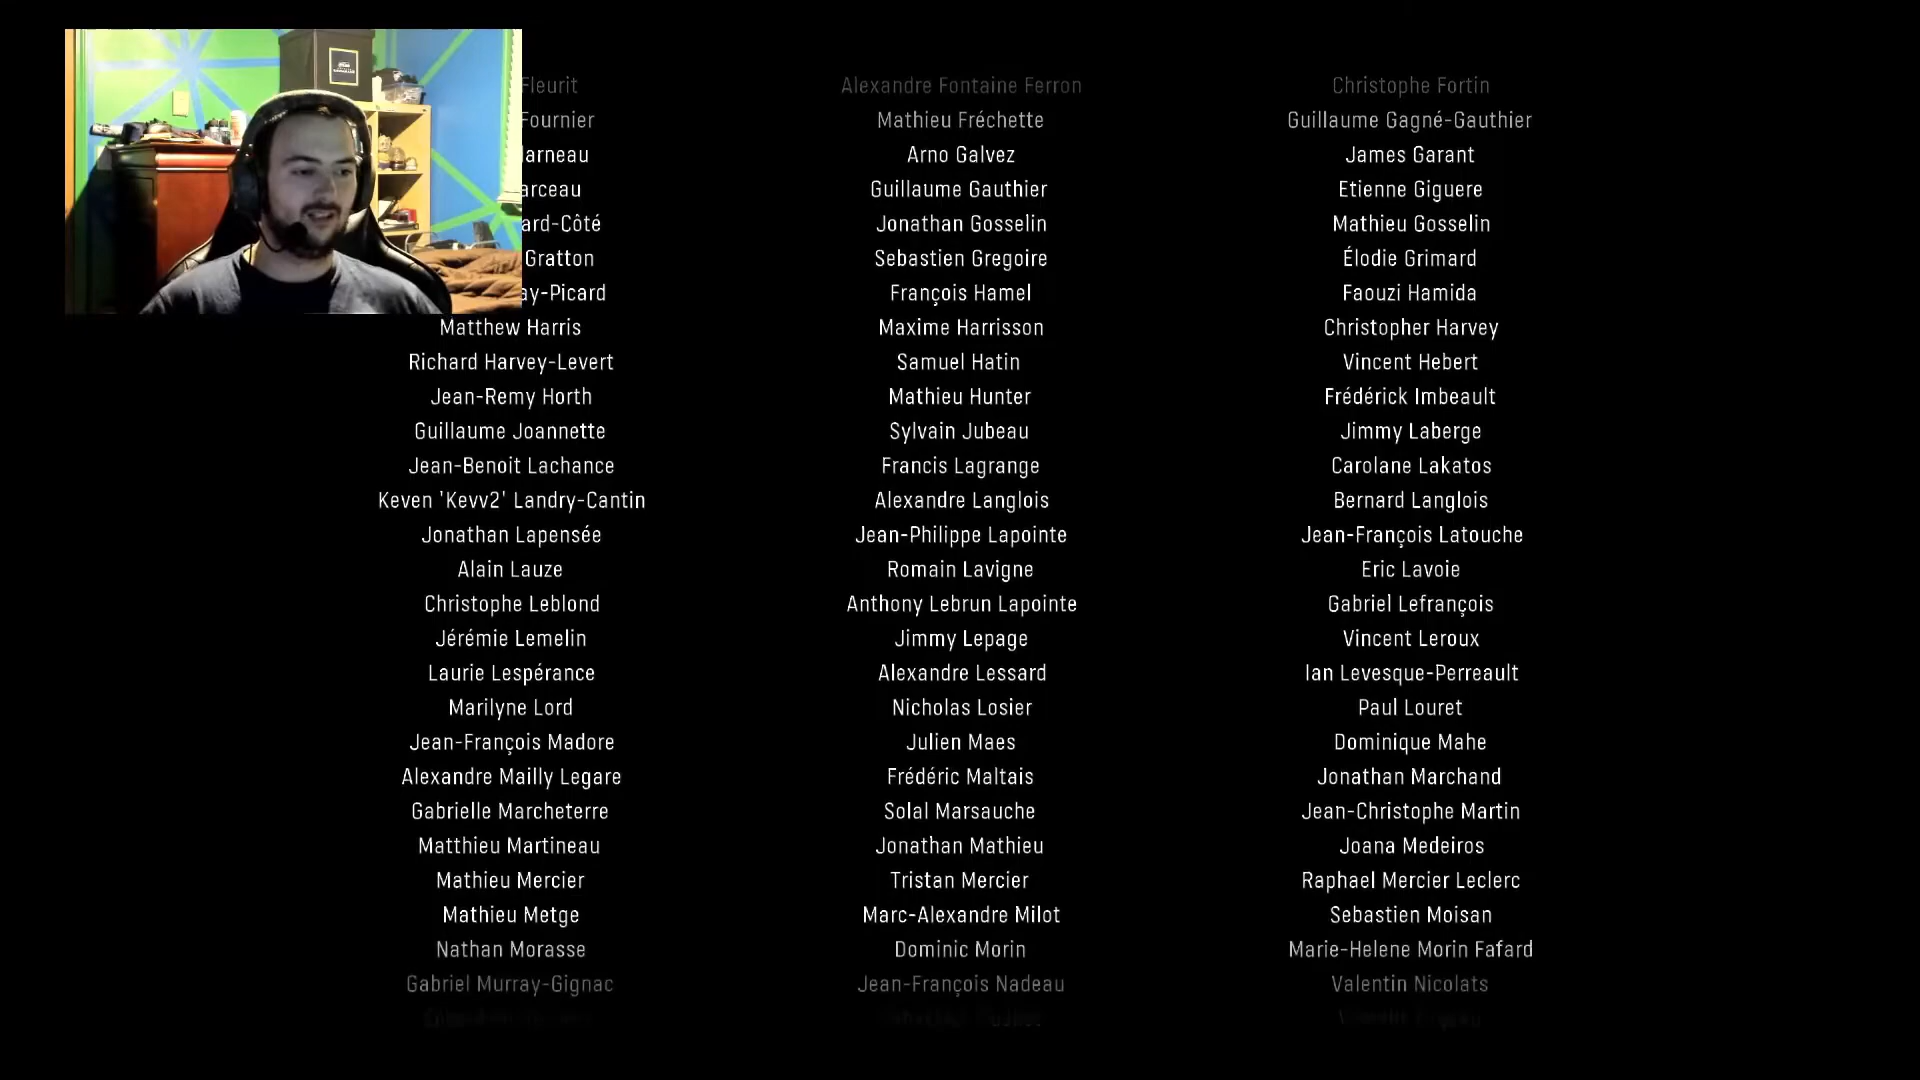 Fleurit Alexandre Fontaine Ferron Christophe Fortin
Fournier Mathieu Fréchette Guillaume Gagné-Gauthier
arneau Arno Galvez James Garant
arceau Guillaume Gauthier Etienne Giguere
ard-Côté Jonathan Gosselin Mathieu Gosselin
Gratton Sebastien Gregoire Élodie Grimard
ay-Picard François Hamel Faouzi Hamida
Matthew Harris Maxime Harrisson Christopher Harvey
Richard Harvey-Levert Samuel Hatin Vincent Hebert
Jean-Remy Horth Mathieu Hunter Frédérick Imbeault
Guillaume Joannette Sylvain Jubeau Jimmy Laberge
Jean-Benoit Lachance Francis Lagrange Carolane Lakatos
Keven 'Kevv2' Landry-Cantin Alexandre Langlois Bernard Langlois
Jonathan Lapensée Jean-Philippe Lapointe Jean-François Latouche
Alain Lauze Romain Lavigne Eric Lavoie
Christophe Leblond Anthony Lebrun Lapointe Gabriel Lefrançois
Jérémie Lemelin Jimmy Lepage Vincent Leroux
Laurie Lespérance Alexandre Lessard Ian Levesque-Perreault
Marilyne Lord Nicholas Losier Paul Louret
Jean-François Madore Julien Maes Dominique Mahe
Alexandre Mailly Legare Frédéric Maltais Jonathan Marchand
Gabrielle Marcheterre Solal Marsauche Jean-Christophe Martin
Matthieu Martineau Jonathan Mathieu Joana Medeiros
Mathieu Mercier Tristan Mercier Raphael Mercier Leclerc
Mathieu Metge Marc-Alexandre Milot Sebastien Moisan
Nathan Morasse Dominic Morin Marie-Helene Morin Fafard
Gabriel Murray-Gignac Jean-François Nadeau Valentin Nicolats